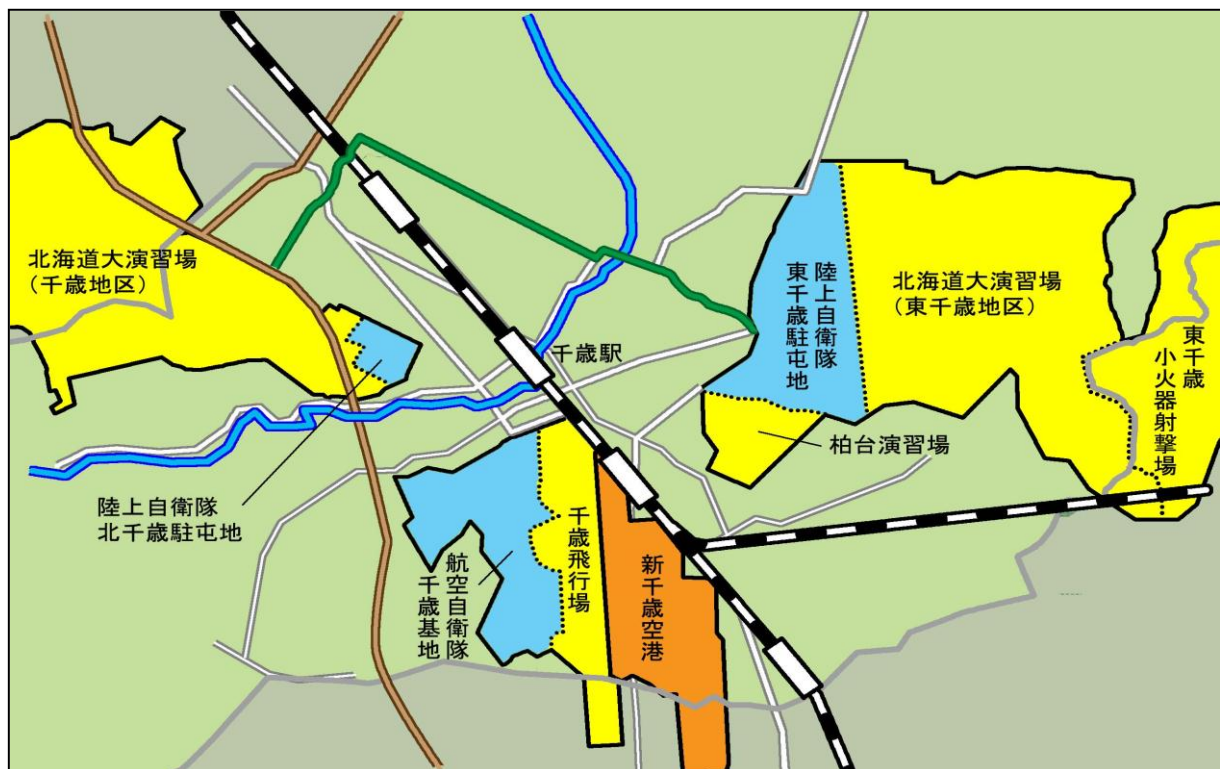 北海道大演習場
（千歳地区）
陸上自衛隊
北千歳駐屯地
千歳駅
航空自衛隊
千歳基地
千歳飛行場
新千歳空港
陸上自衛隊
東千歳駐屯地
北海道大演習場
（東千歳地区）
柏台演習場
東千歳
小火器射撃場